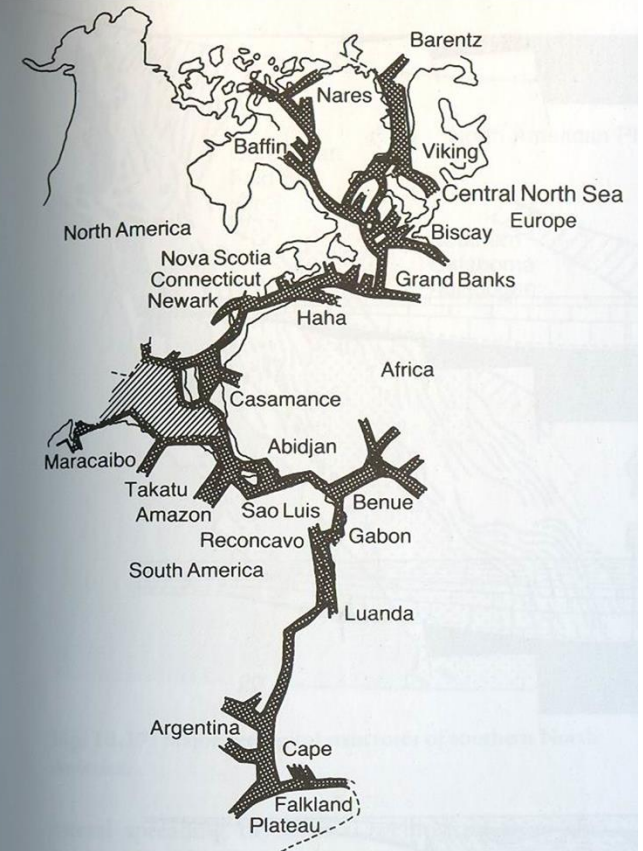 Barentz
Nares
Baffin
Viking
Central North Sea
Europe
North America
Biscay
Nova Scotia
Connecticut
Newark
Grand Banks
Haha
Africa
Casamance
Maracaibo
Abidjan
Takatu
Amazon
Sao Luis
Benue
Reconcavo
Gabon
South America
Luanda
Argentina
Cape
Falkland
Plateau